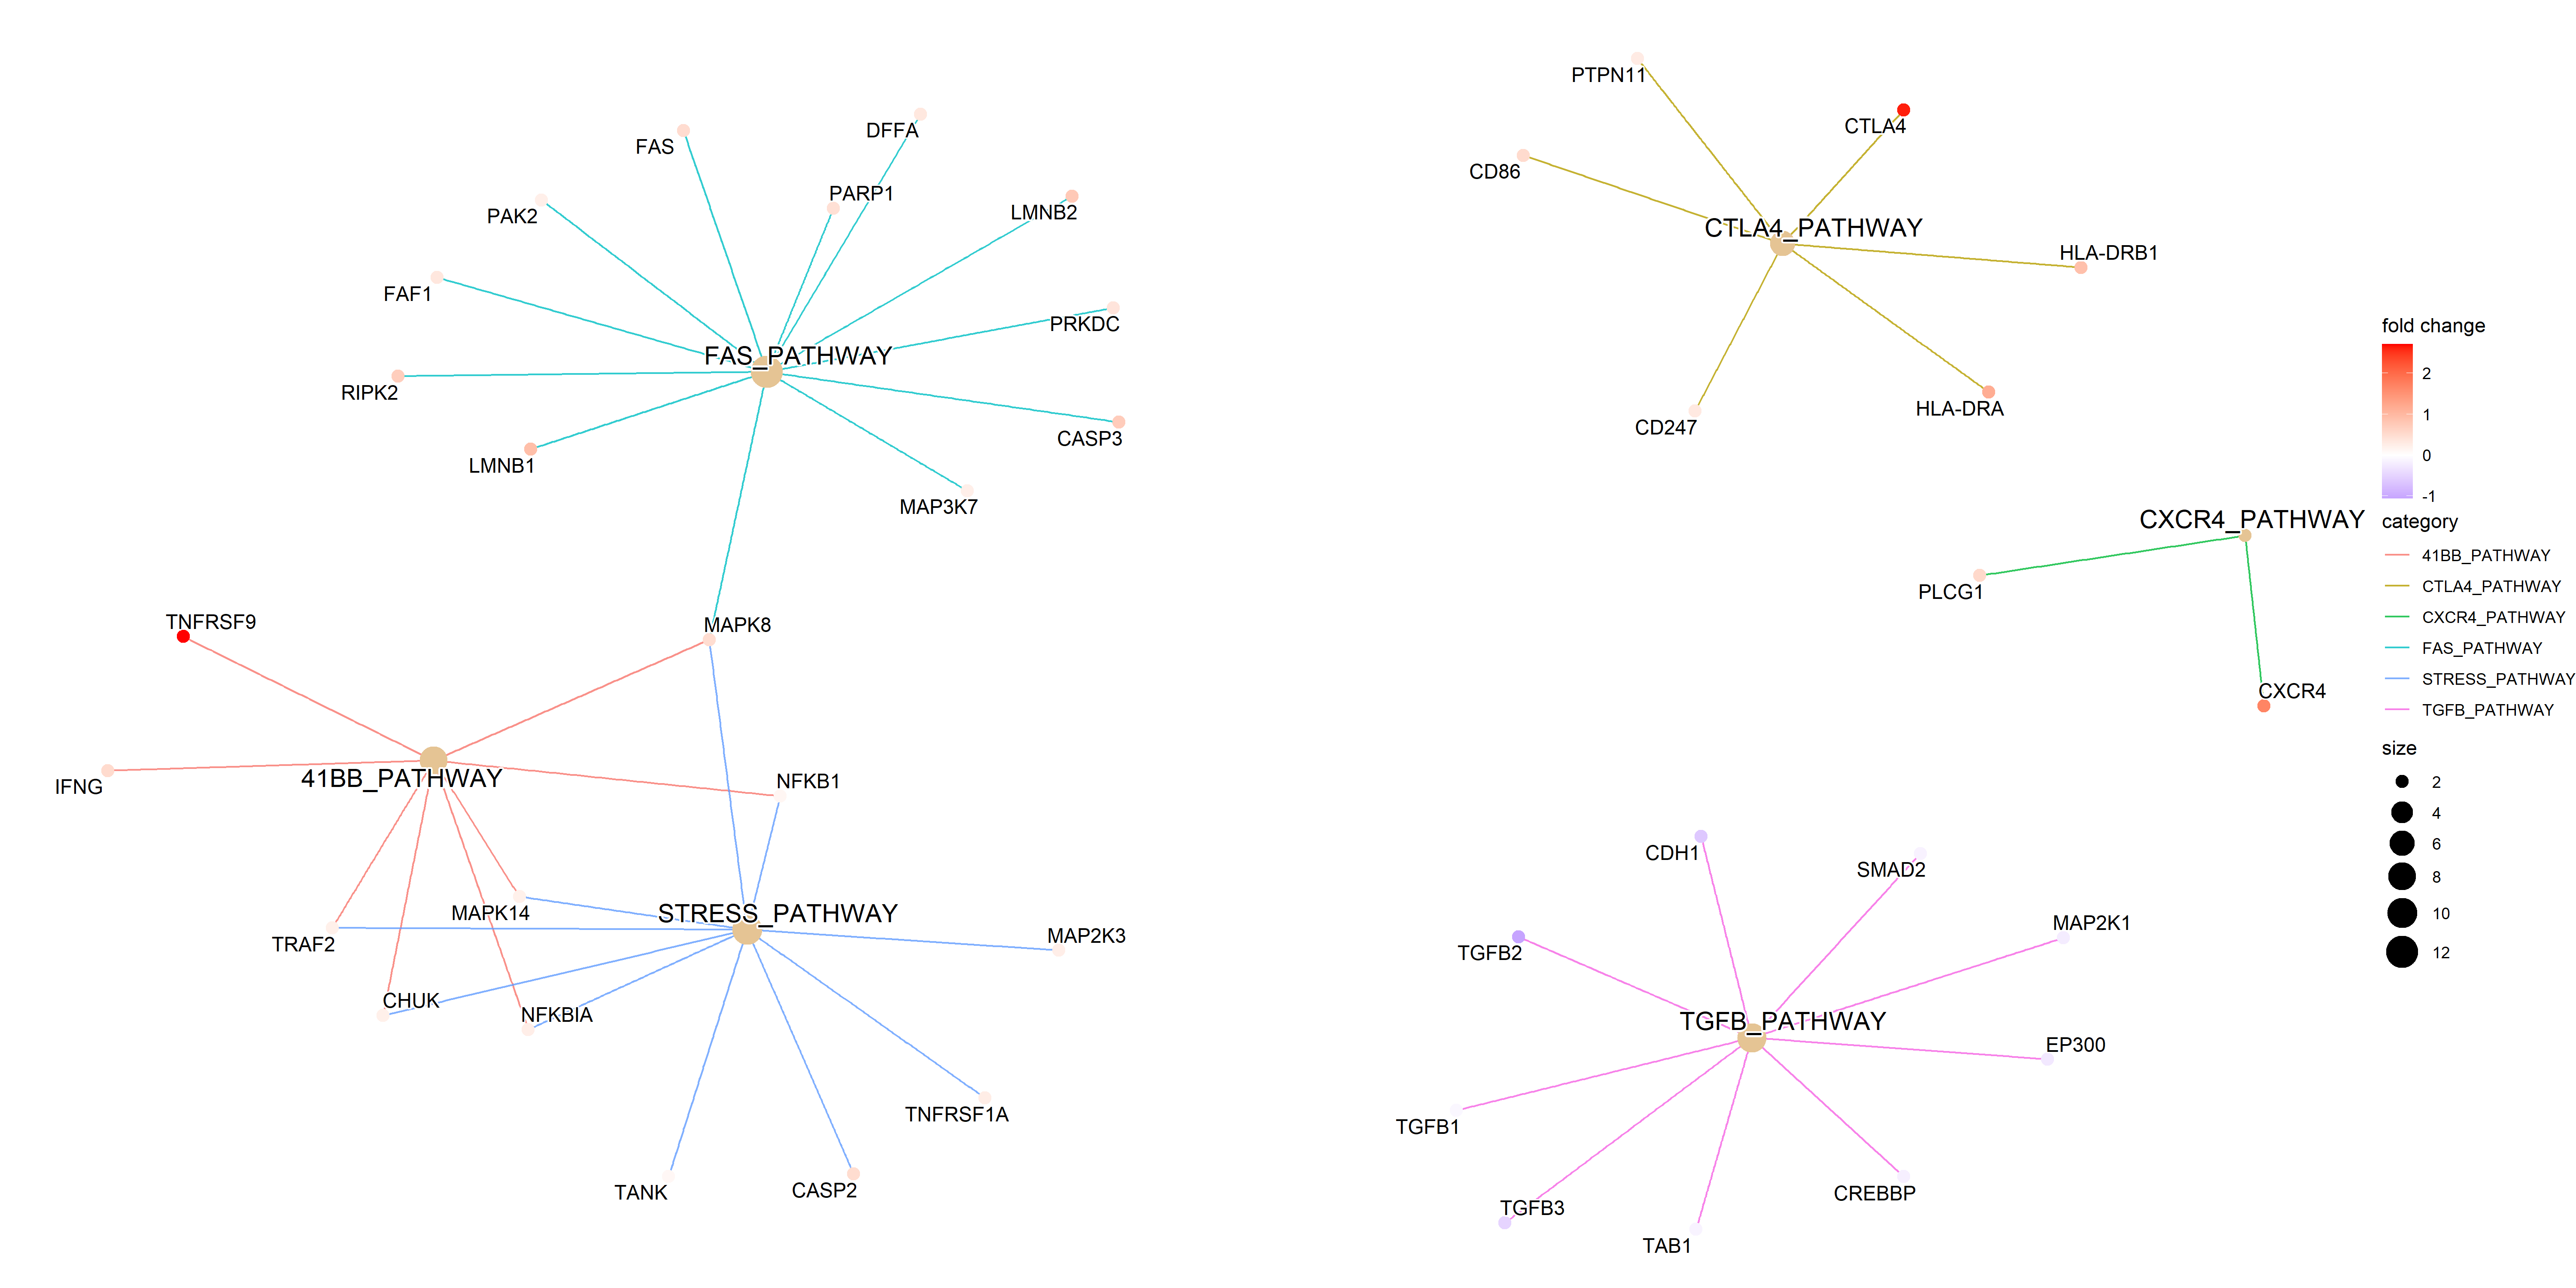 PTPN11
CTLA4
CD86
CTLA4_PATHWAY
HLA-DRB1
HLA-DRA
CD247
FAS
DFFA
PARP1
PAK2
LMNB2
FAF1
PRKDC
FAS_PATHWAY
RIPK2
CASP3
LMNB1
MAP3K7
CXCR4_PATHWAY
PLCG1
CXCR4
TNFRSF9
MAPK8
IFNG
41BB_PATHWAY
NFKB1
MAPK14
STRESS_PATHWAY
TRAF2
MAP2K3
CHUK
NFKBIA
TNFRSF1A
TANK
CASP2
CDH1
SMAD2
MAP2K1
TGFB2
TGFB_PATHWAY
EP300
TGFB1
CREBBP
TGFB3
TAB1
fold change
2
1
0
-1
category
41BB_PATHWAY
CTLA4_PATHWAY
CXCR4_PATHWAY
FAS_PATHWAY
STRESS_PATHWAY
TGFB_PATHWAY
size
2
4
6
8
10
12